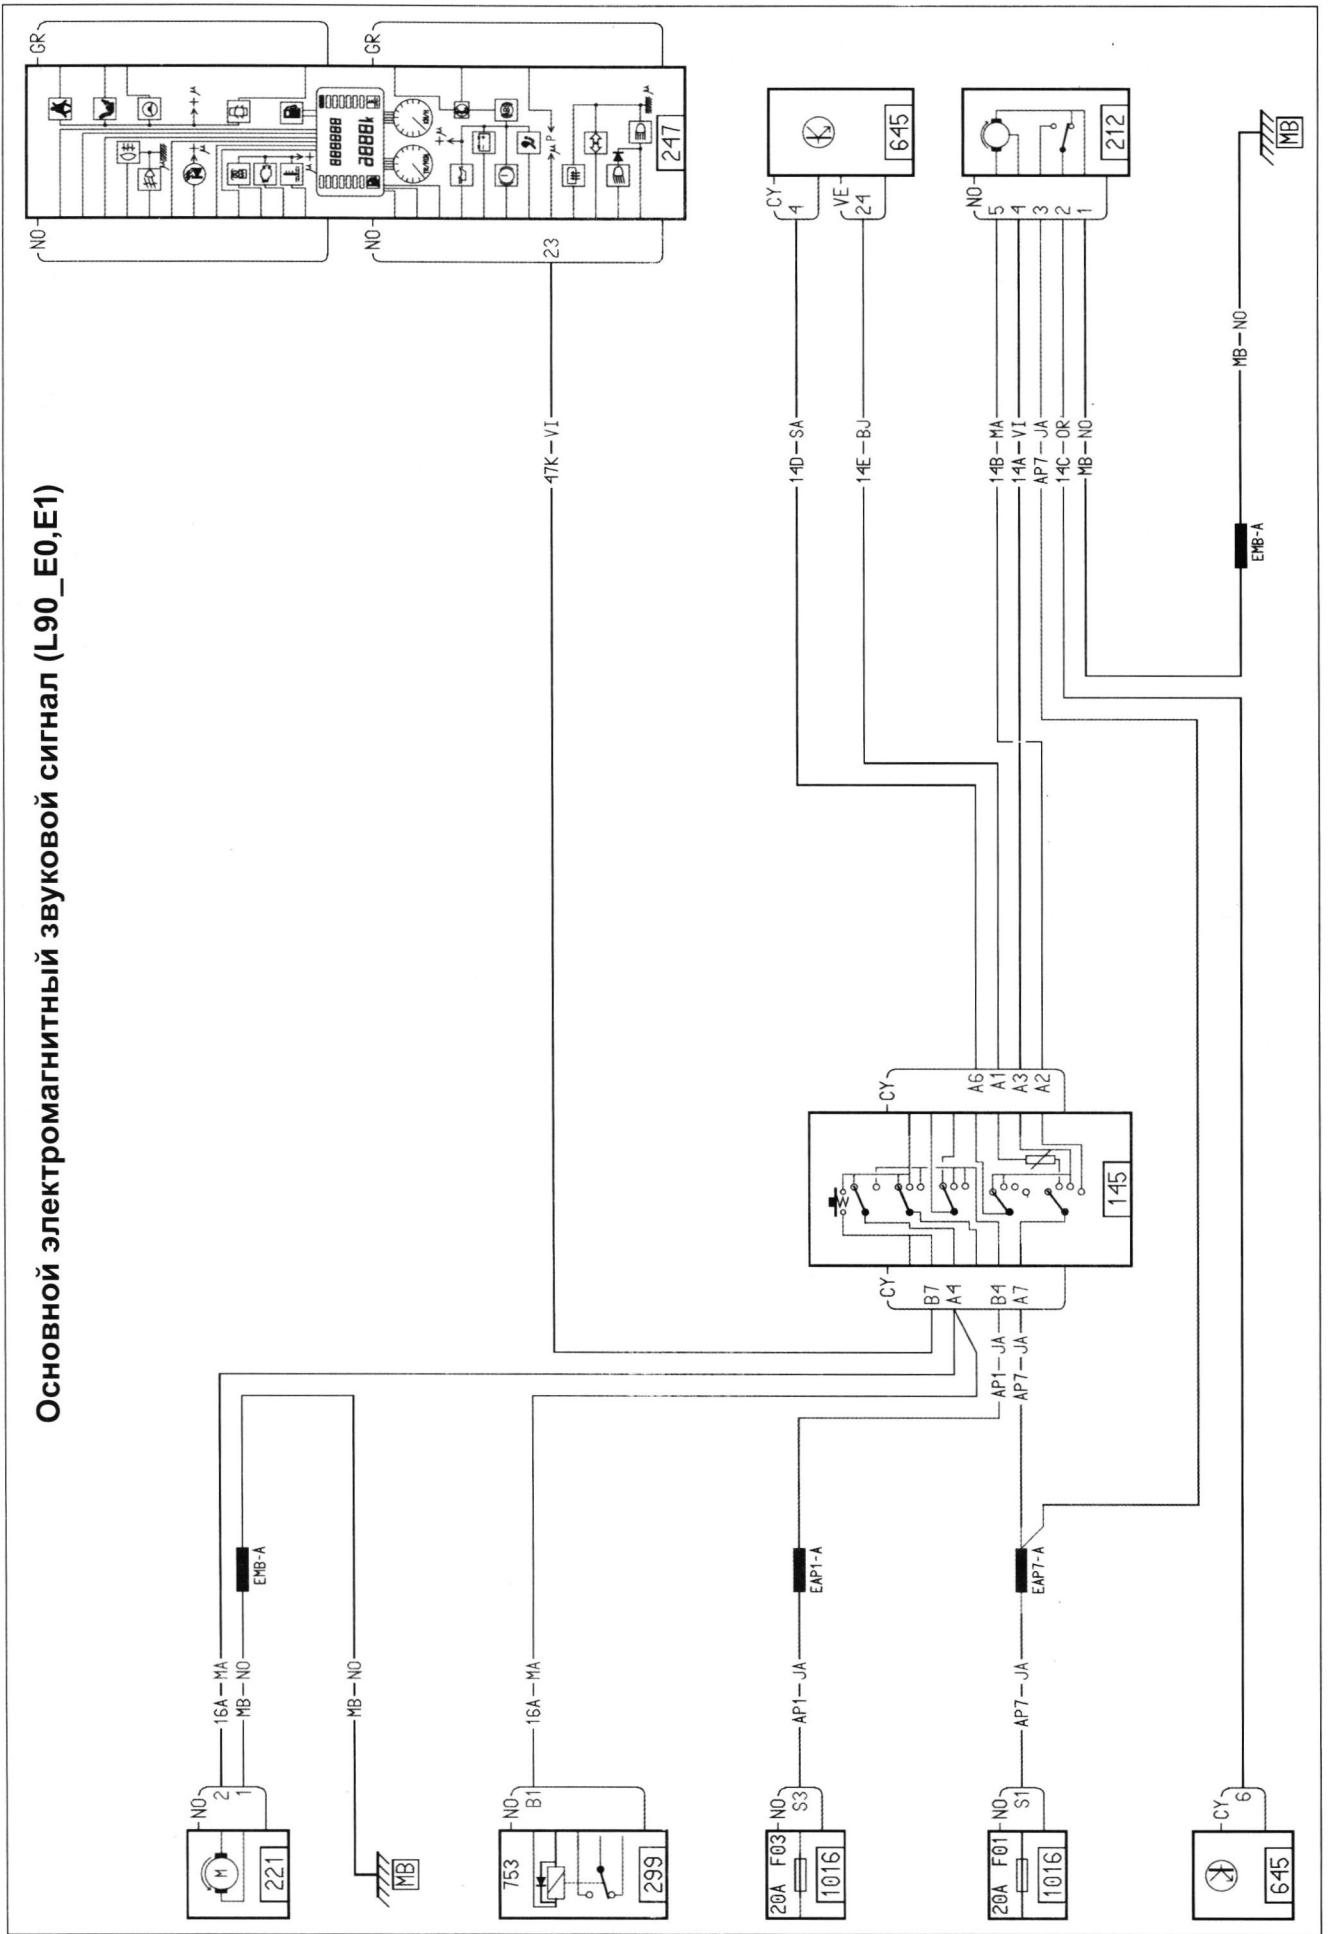 Основной электромагнитный звуковой сигнал (L90_E0,E1)
GR
GR
NO
NO
23
888888
247
47K-VI
645
CY
4
VE
24
14D-SA
14E-BJ
212
NO
5
4
3
2
1
14B-MA
14A-VI
AP7-JA
14C-OR
MB-NO
MB
MB-NO
EMB-A
CY
A6
A1
A3
A2
145
CY
B7
A4
B4
A7
AP1-JA
AP7-JA
EMB-A
EAP1-A
EAP7-A
16A-MA
MB-NO
MB-NO
16A-MA
AP1-JA
AP7-JA
NO
2
1
M
221
MB
NO
B1
753
299
NO
S3
20A F03
1016
NO
S1
20A F01
1016
CY
6
645